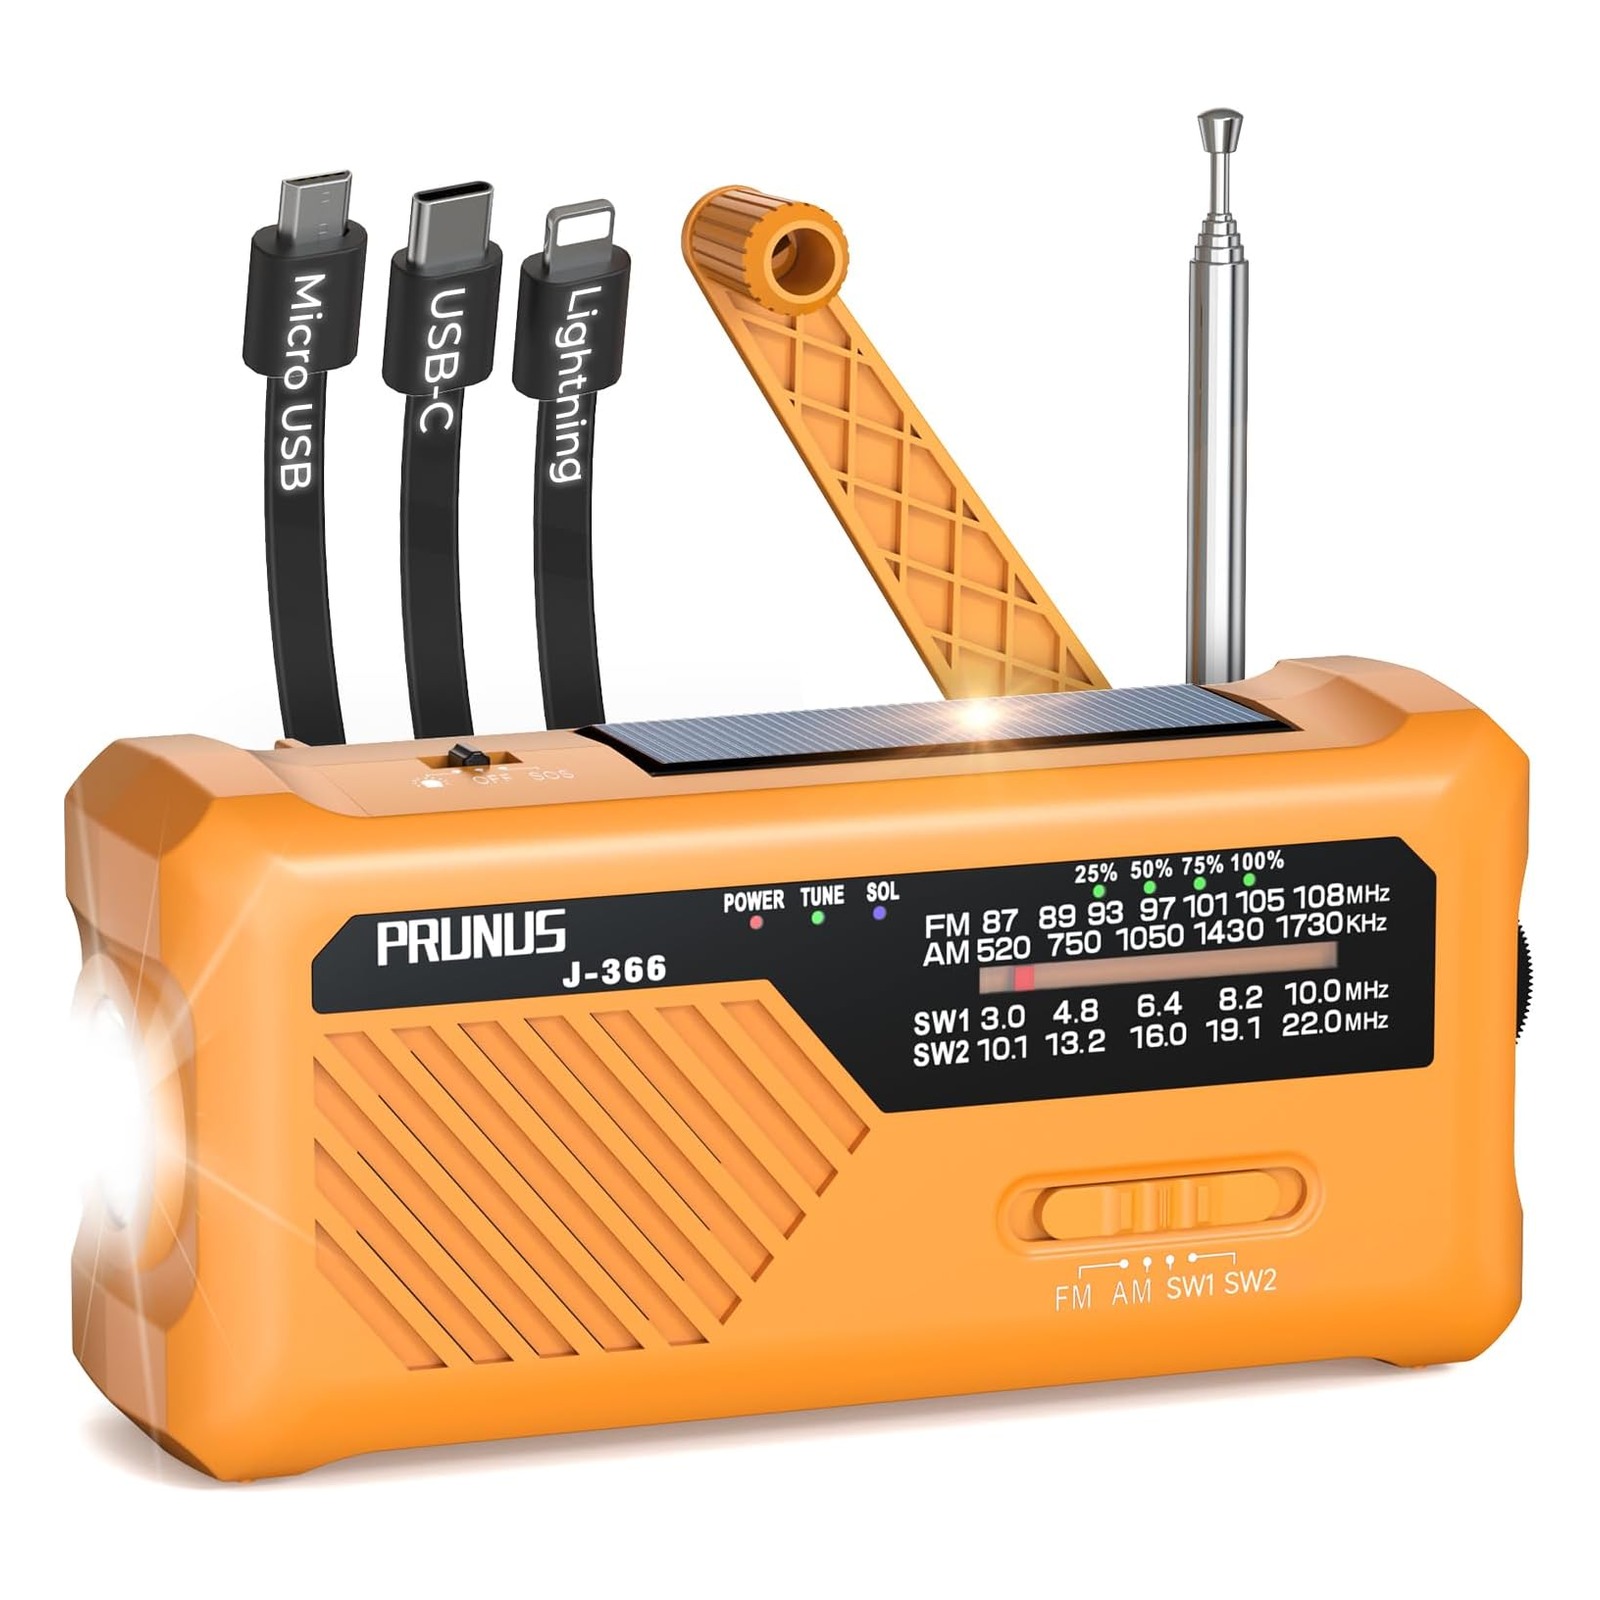 Micro USB
USB-C
Lightning
OFF SOS
PRUNUS
J-366
POWER TUNE SOL
25% 50% 75% 100%
FM 87 89 93 97 101 105 108 MHz
AM 520 750 1050 1430 1730 KHz
SW1 3.0 4.8 6.4 8.2 10.0 MHz
SW2 10.1 13.2 16.0 19.1 22.0 MHz
FM AM SW1 SW2